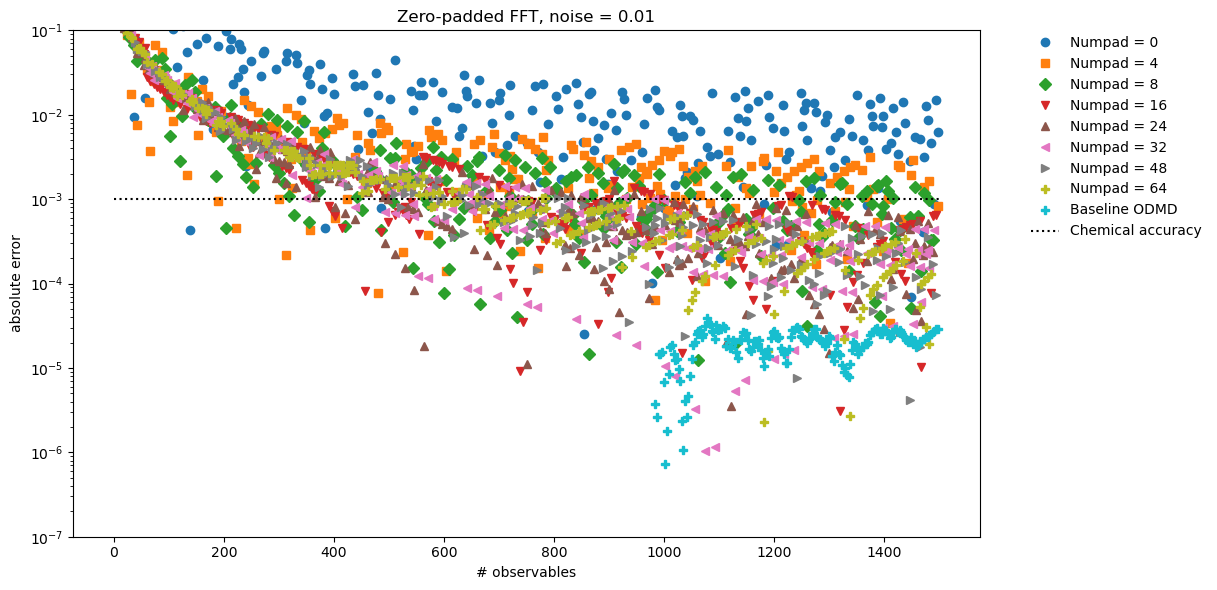 Zero-padded FFT, noise = 0.01
absolute error
10⁻¹
10⁻²
10⁻³
10⁻⁴
10⁻⁵
10⁻⁶
10⁻⁷
0
200
400
600
800
1000
1200
1400
# observables
Numpad = 0
Numpad = 4
Numpad = 8
Numpad = 16
Numpad = 24
Numpad = 32
Numpad = 48
Numpad = 64
Baseline ODMD
Chemical accuracy